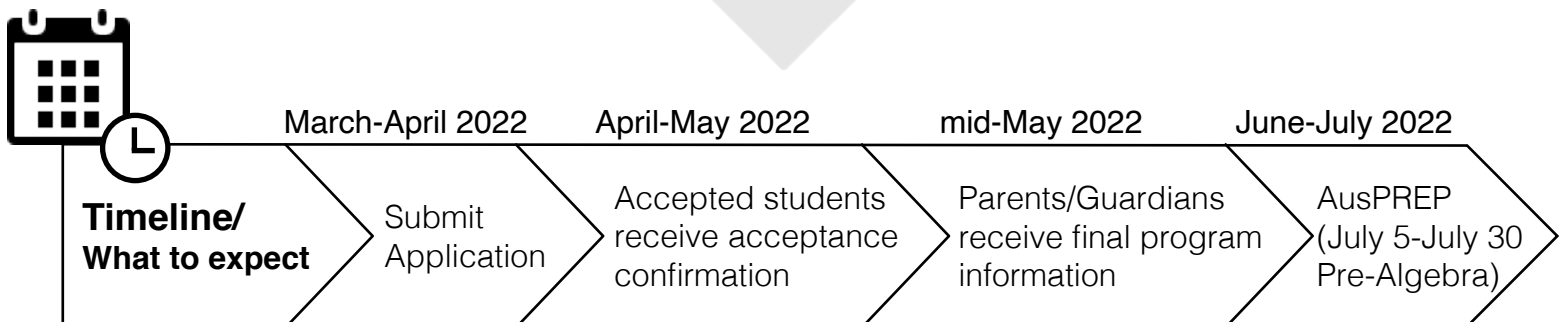 March-April 2022
April-May 2022
mid-May 2022
June-July 2022
Timeline/
What to expect
Submit
Application
Accepted students
receive acceptance
confirmation
Parents/Guardians
receive final program
information
AusPREP
(July 5-July 30
Pre-Algebra)